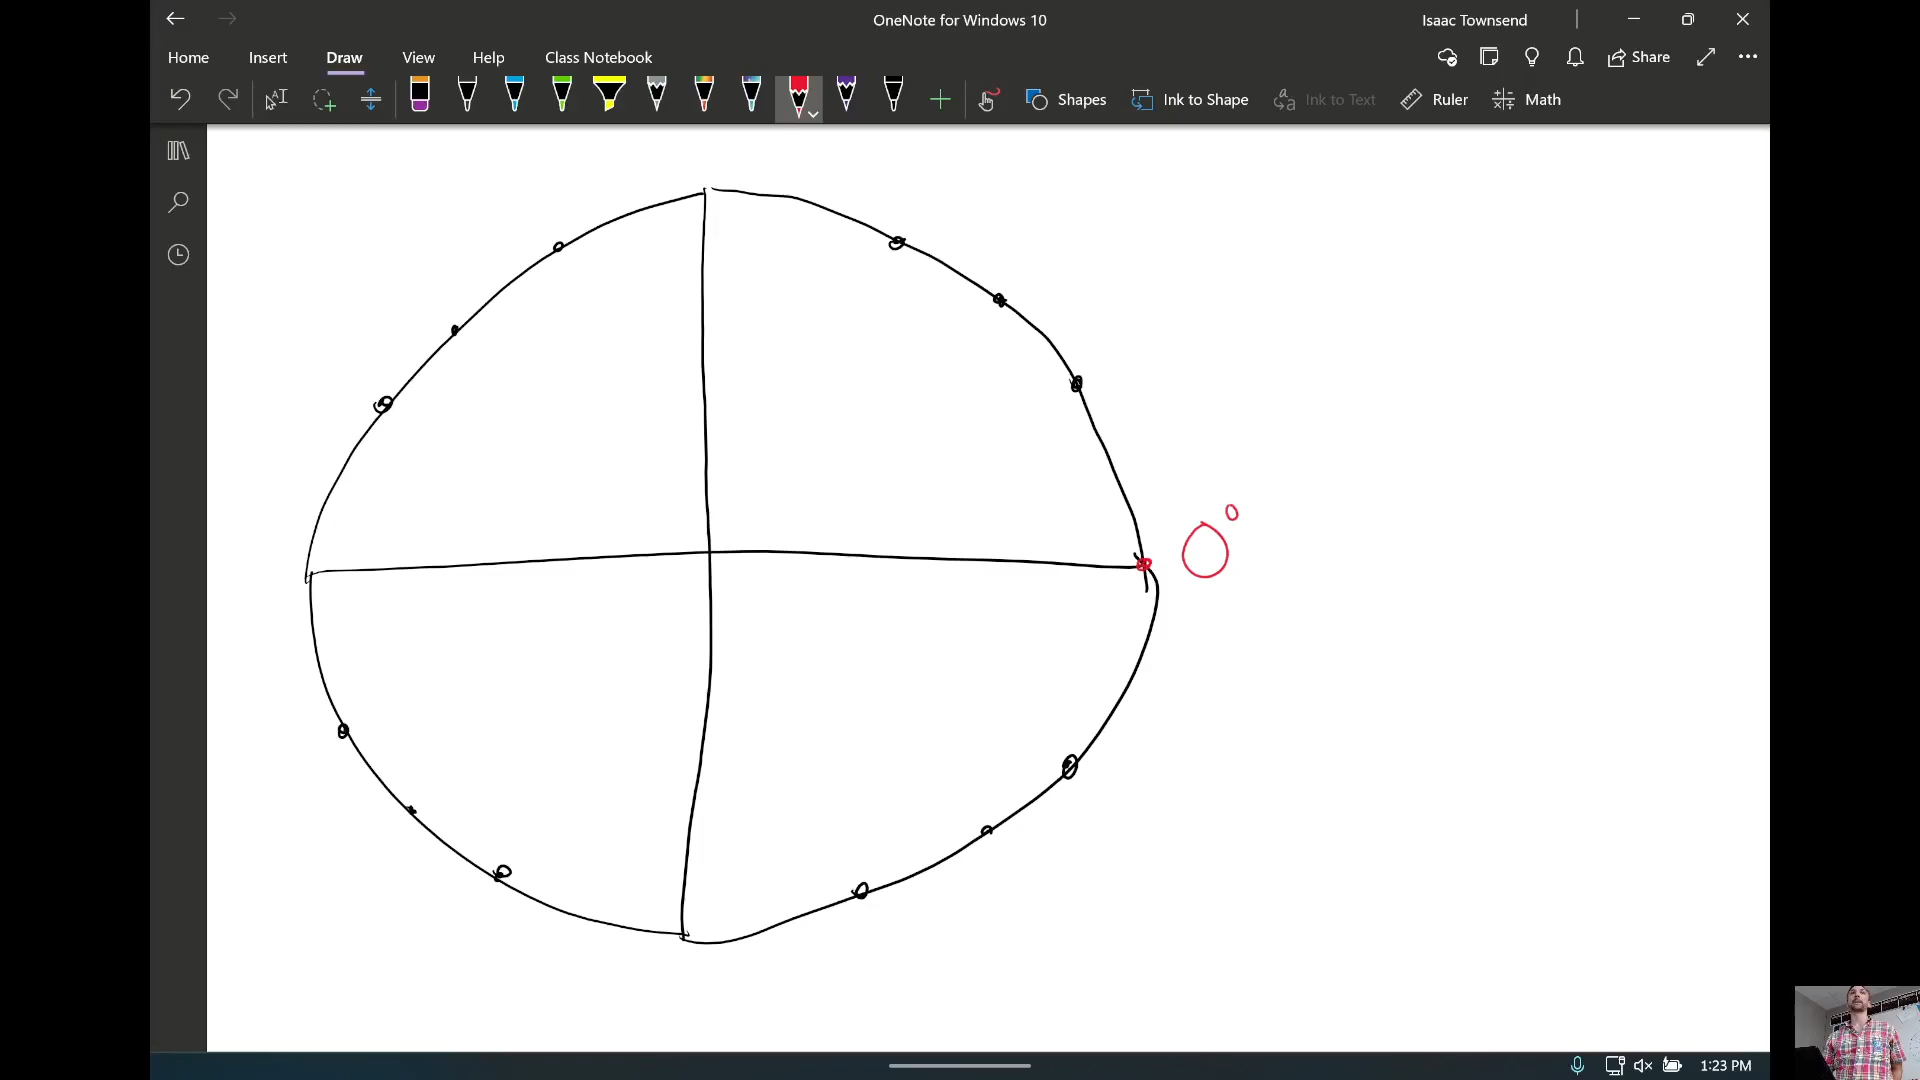 OneNote for Windows 10
Isaac Townsend
Home Insert Draw View Help Class Notebook
Share
Shapes Ink to Shape Ink to Text Ruler Math
0°
1:23 PM